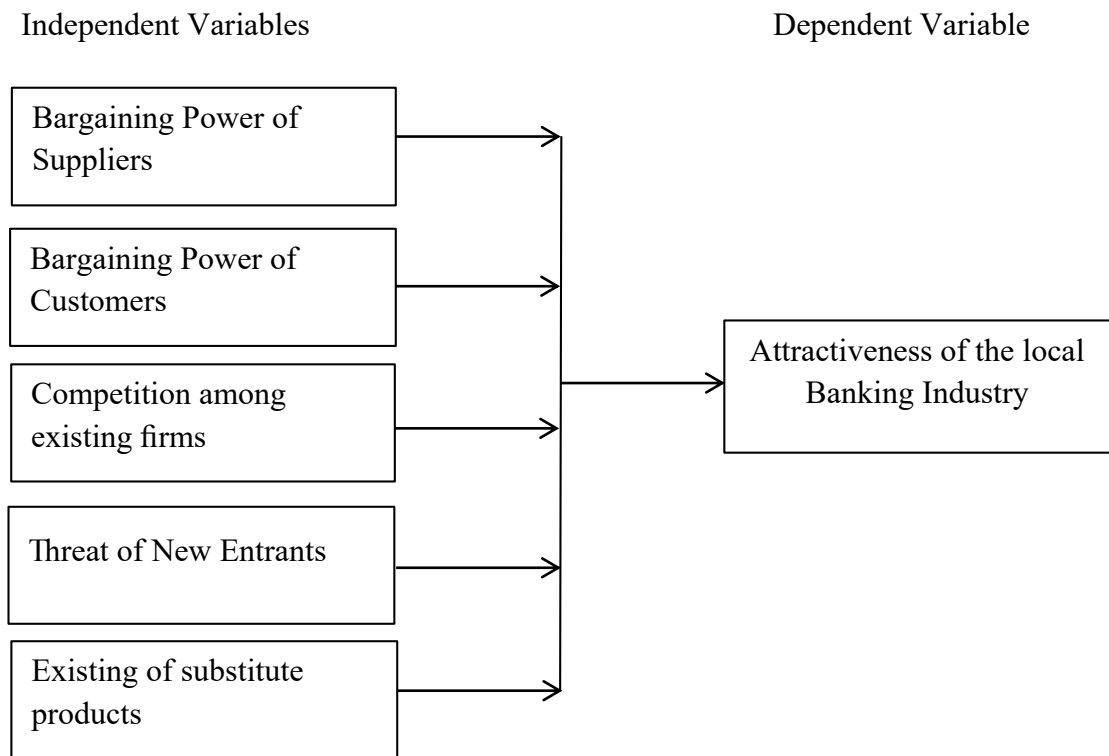 Independent Variables
Dependent Variable
Bargaining Power of
Suppliers
Bargaining Power of
Customers
Competition among
existing firms
Threat of New Entrants
Existing of substitute
products
Attractiveness of the local
Banking Industry